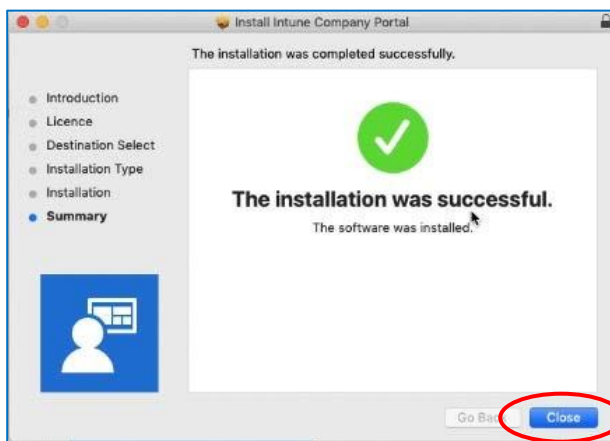 Install Intune Company Portal
The installation was completed successfully.
Introduction
Licence
Destination Select
Installation Type
Installation
Summary
The installation was successful.
The software was installed.
Go Back
Close